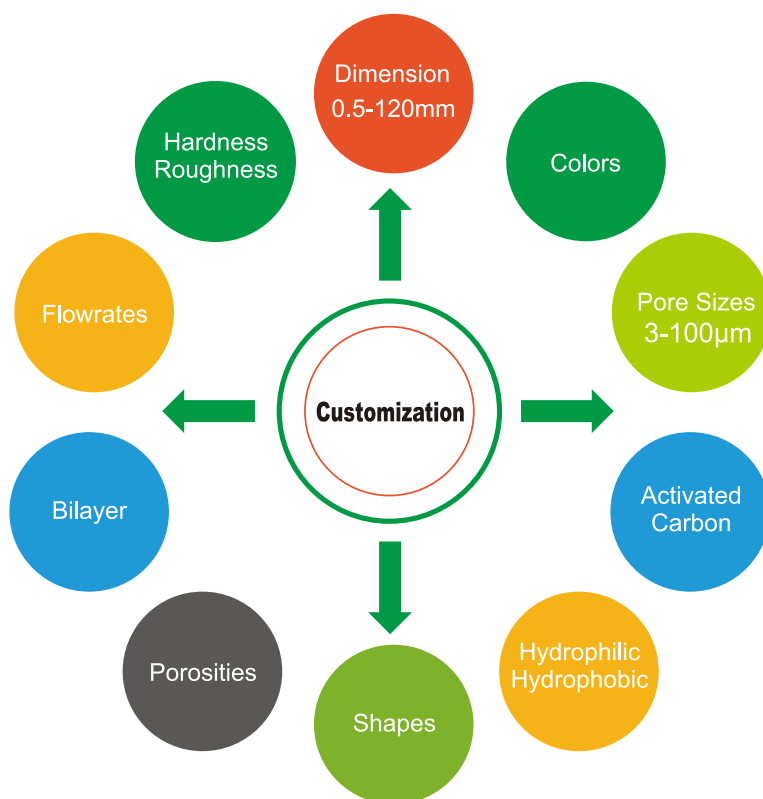 Dimension
0.5-120mm
Hardness
Roughness
Colors
Flowrates
Pore Sizes
3-100μm
Customization
Bilayer
Activated
Carbon
Porosities
Shapes
Hydrophilic
Hydrophobic